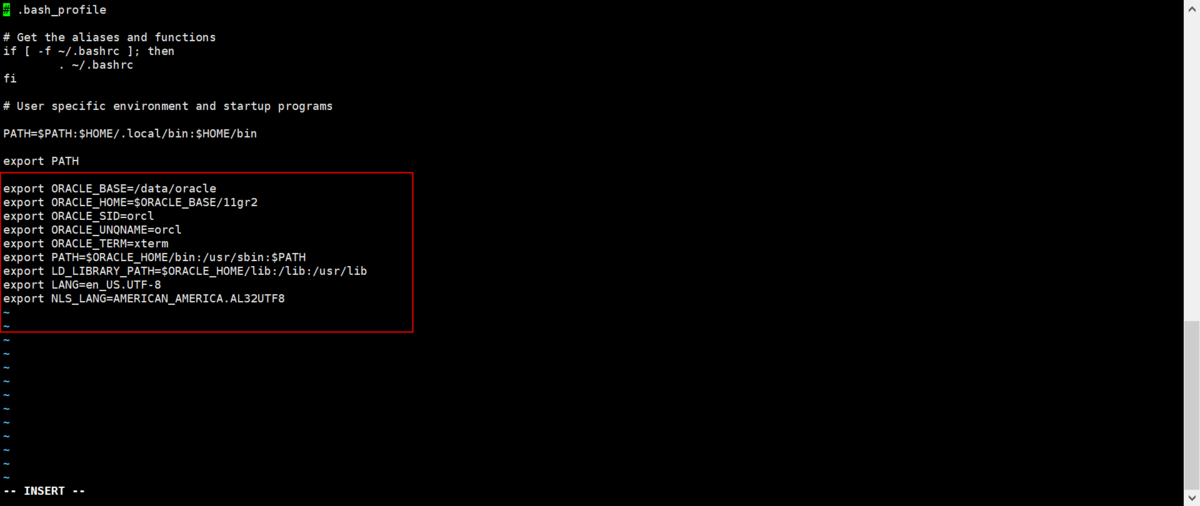 # .bash_profile
# Get the aliases and functions
if [ -f ~/.bashrc ]; then
        . ~/.bashrc
fi
# User specific environment and startup programs
PATH=$PATH:$HOME/.local/bin:$HOME/bin
export PATH
export ORACLE_BASE=/data/oracle
export ORACLE_HOME=$ORACLE_BASE/11gr2
export ORACLE_SID=orcl
export ORACLE_UNQNAME=orcl
export ORACLE_TERM=xterm
export PATH=$ORACLE_HOME/bin:/usr/sbin:$PATH
export LD_LIBRARY_PATH=$ORACLE_HOME/lib:/lib:/usr/lib
export LANG=en_US.UTF-8
export NLS_LANG=AMERICAN_AMERICA.AL32UTF8
~
~
~
~
~
~
~
~
~
~
~
~
~
-- INSERT --